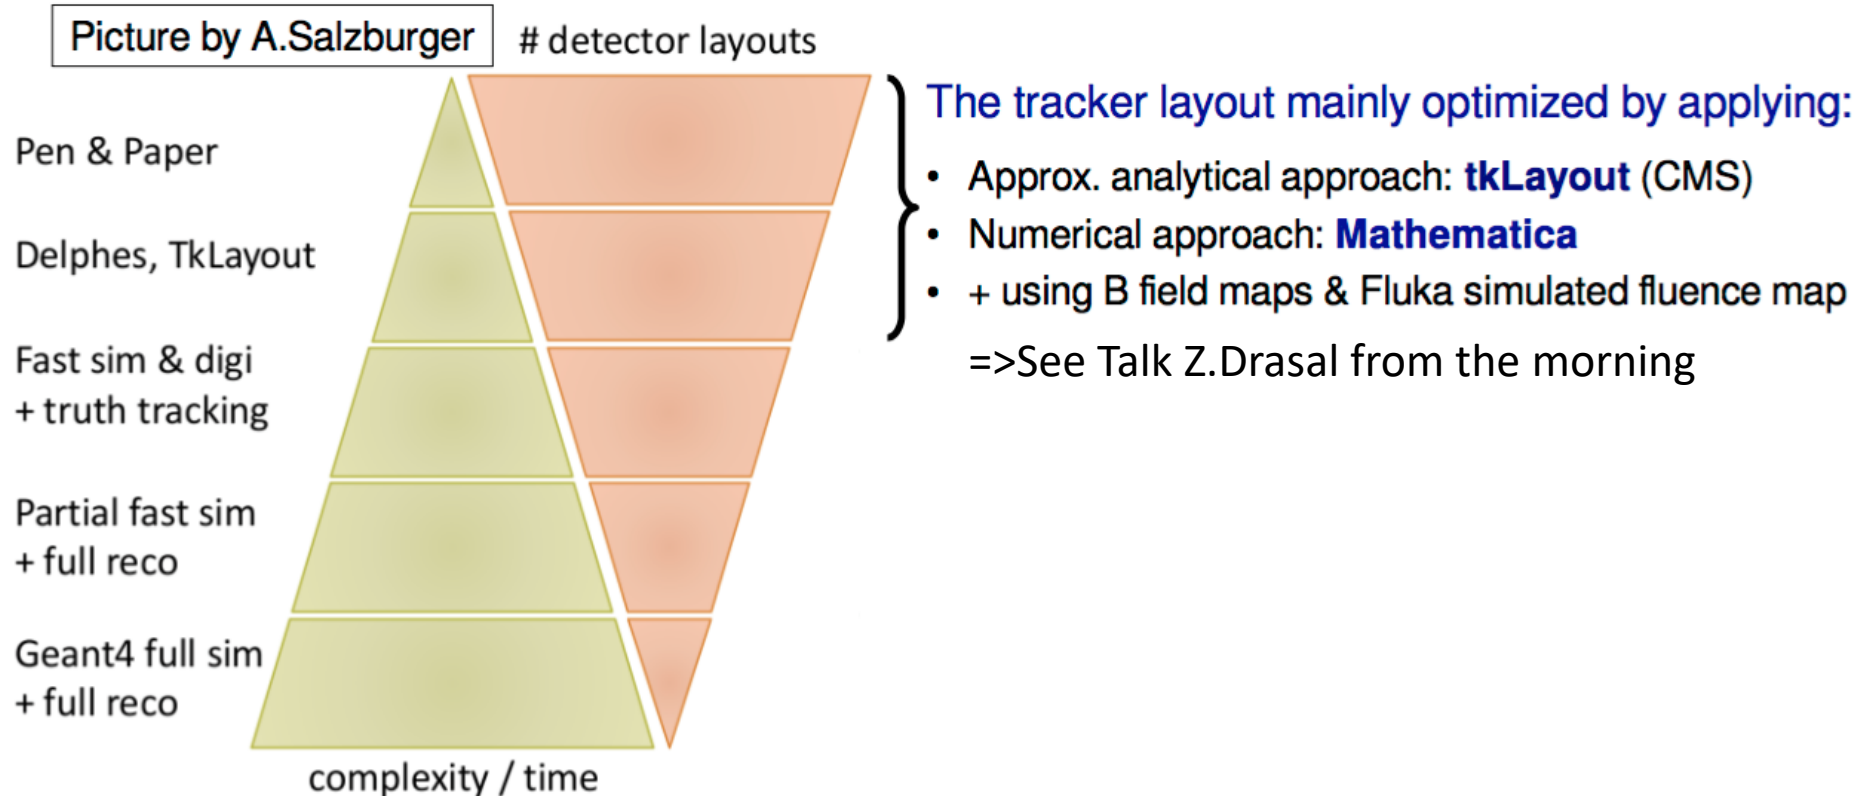 Picture by A.Salzburger
# detector layouts
Pen & Paper
Delphes, TkLayout
Fast sim & digi
+ truth tracking
Partial fast sim
+ full reco
Geant4 full sim
+ full reco
complexity / time
The tracker layout mainly optimized by applying:
• Approx. analytical approach: tkLayout (CMS)
• Numerical approach: Mathematica
• + using B field maps & Fluka simulated fluence map
=>See Talk Z.Drasal from the morning